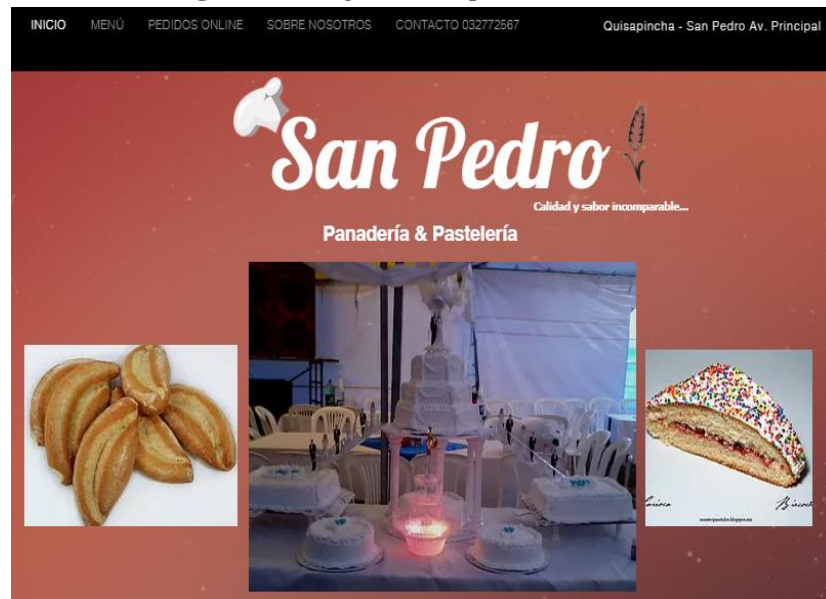 INICIO MENÚ PEDIDOS ONLINE SOBRE NOSOTROS CONTACTO 032772567 Quisapincha - San Pedro Av. Principal
San Pedro
Calidad y sabor incomparable...
Panadería & Pastelería